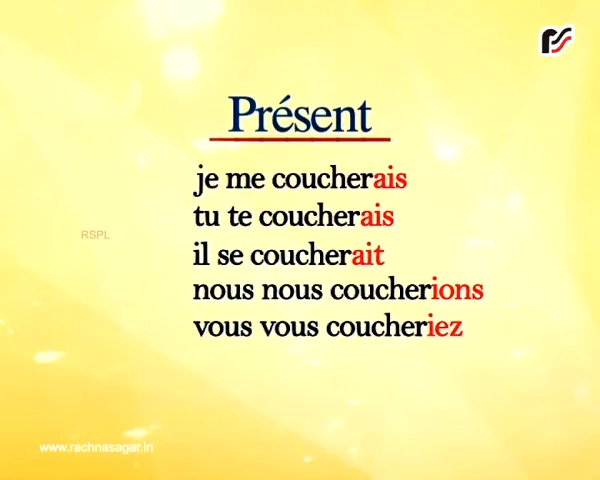 Présent
je me coucherais
tu te coucherais
il se coucherait
nous nous coucherions
vous vous coucheriez
RSPL
www.rachnasagar.in